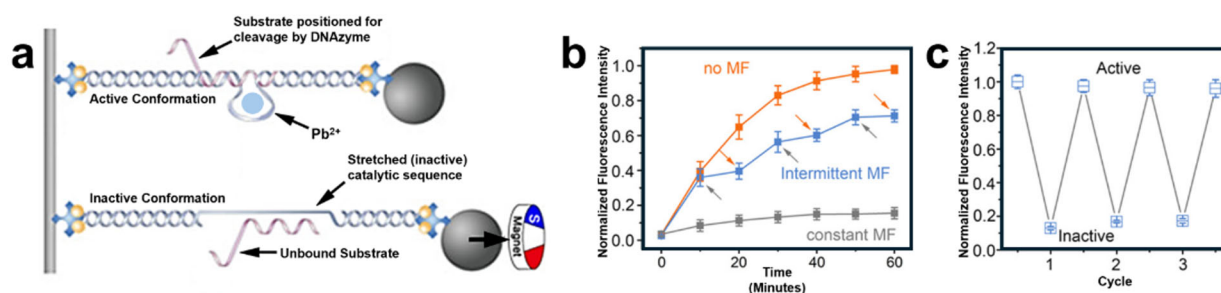 a
Substrate positioned for
cleavage by DNAzyme
Active Conformation
Pb2+
Stretched (inactive)
catalytic sequence
Inactive Conformation
Unbound Substrate
S
Magnet
b
Normalized Fluorescence Intensity
1.0
0.8
0.6
0.4
0.2
0.0
no MF
Intermittent MF
constant MF
0
20
40
60
Time
(Minutes)
c
Normalized Fluorescence Intensity
1.2
1.0
0.8
0.6
0.4
0.2
0.0
Active
Inactive
1
2
3
Cycle